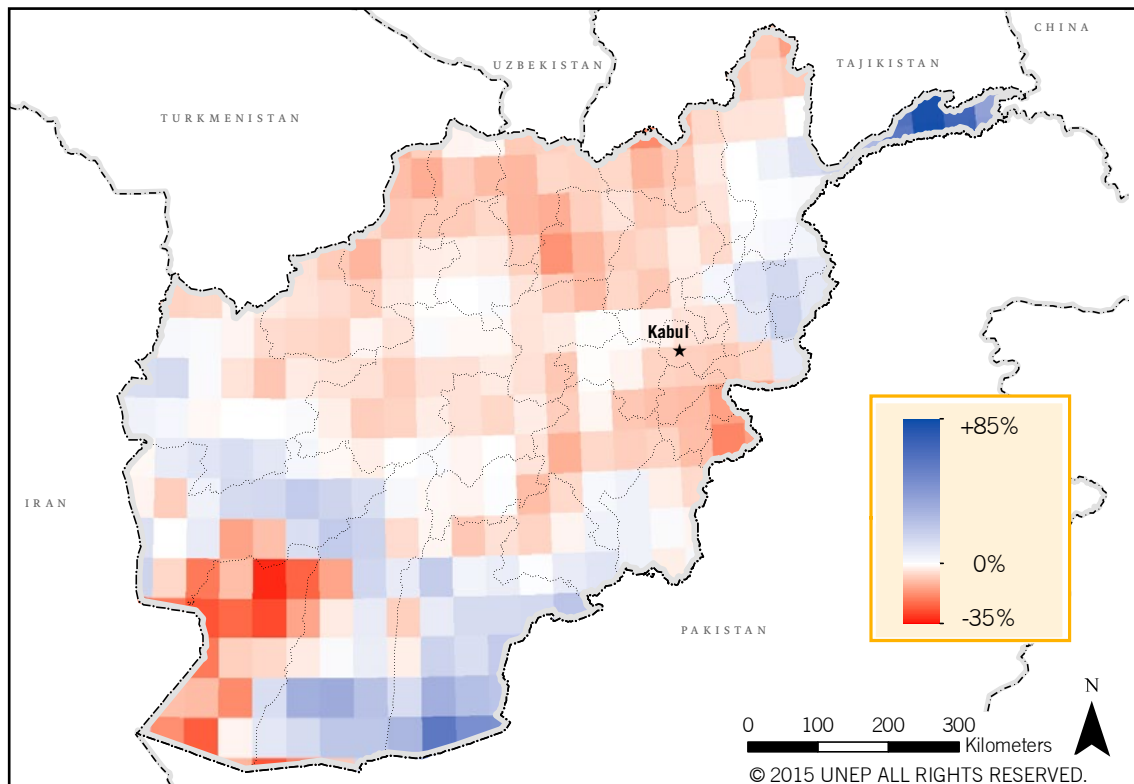 CHINA
UZBEKISTAN
TAJIKISTAN
TURKMENISTAN
Kabul
+85%
0%
-35%
IRAN
PAKISTAN
N
0 100 200 300
Kilometers
© 2015 UNEP ALL RIGHTS RESERVED.